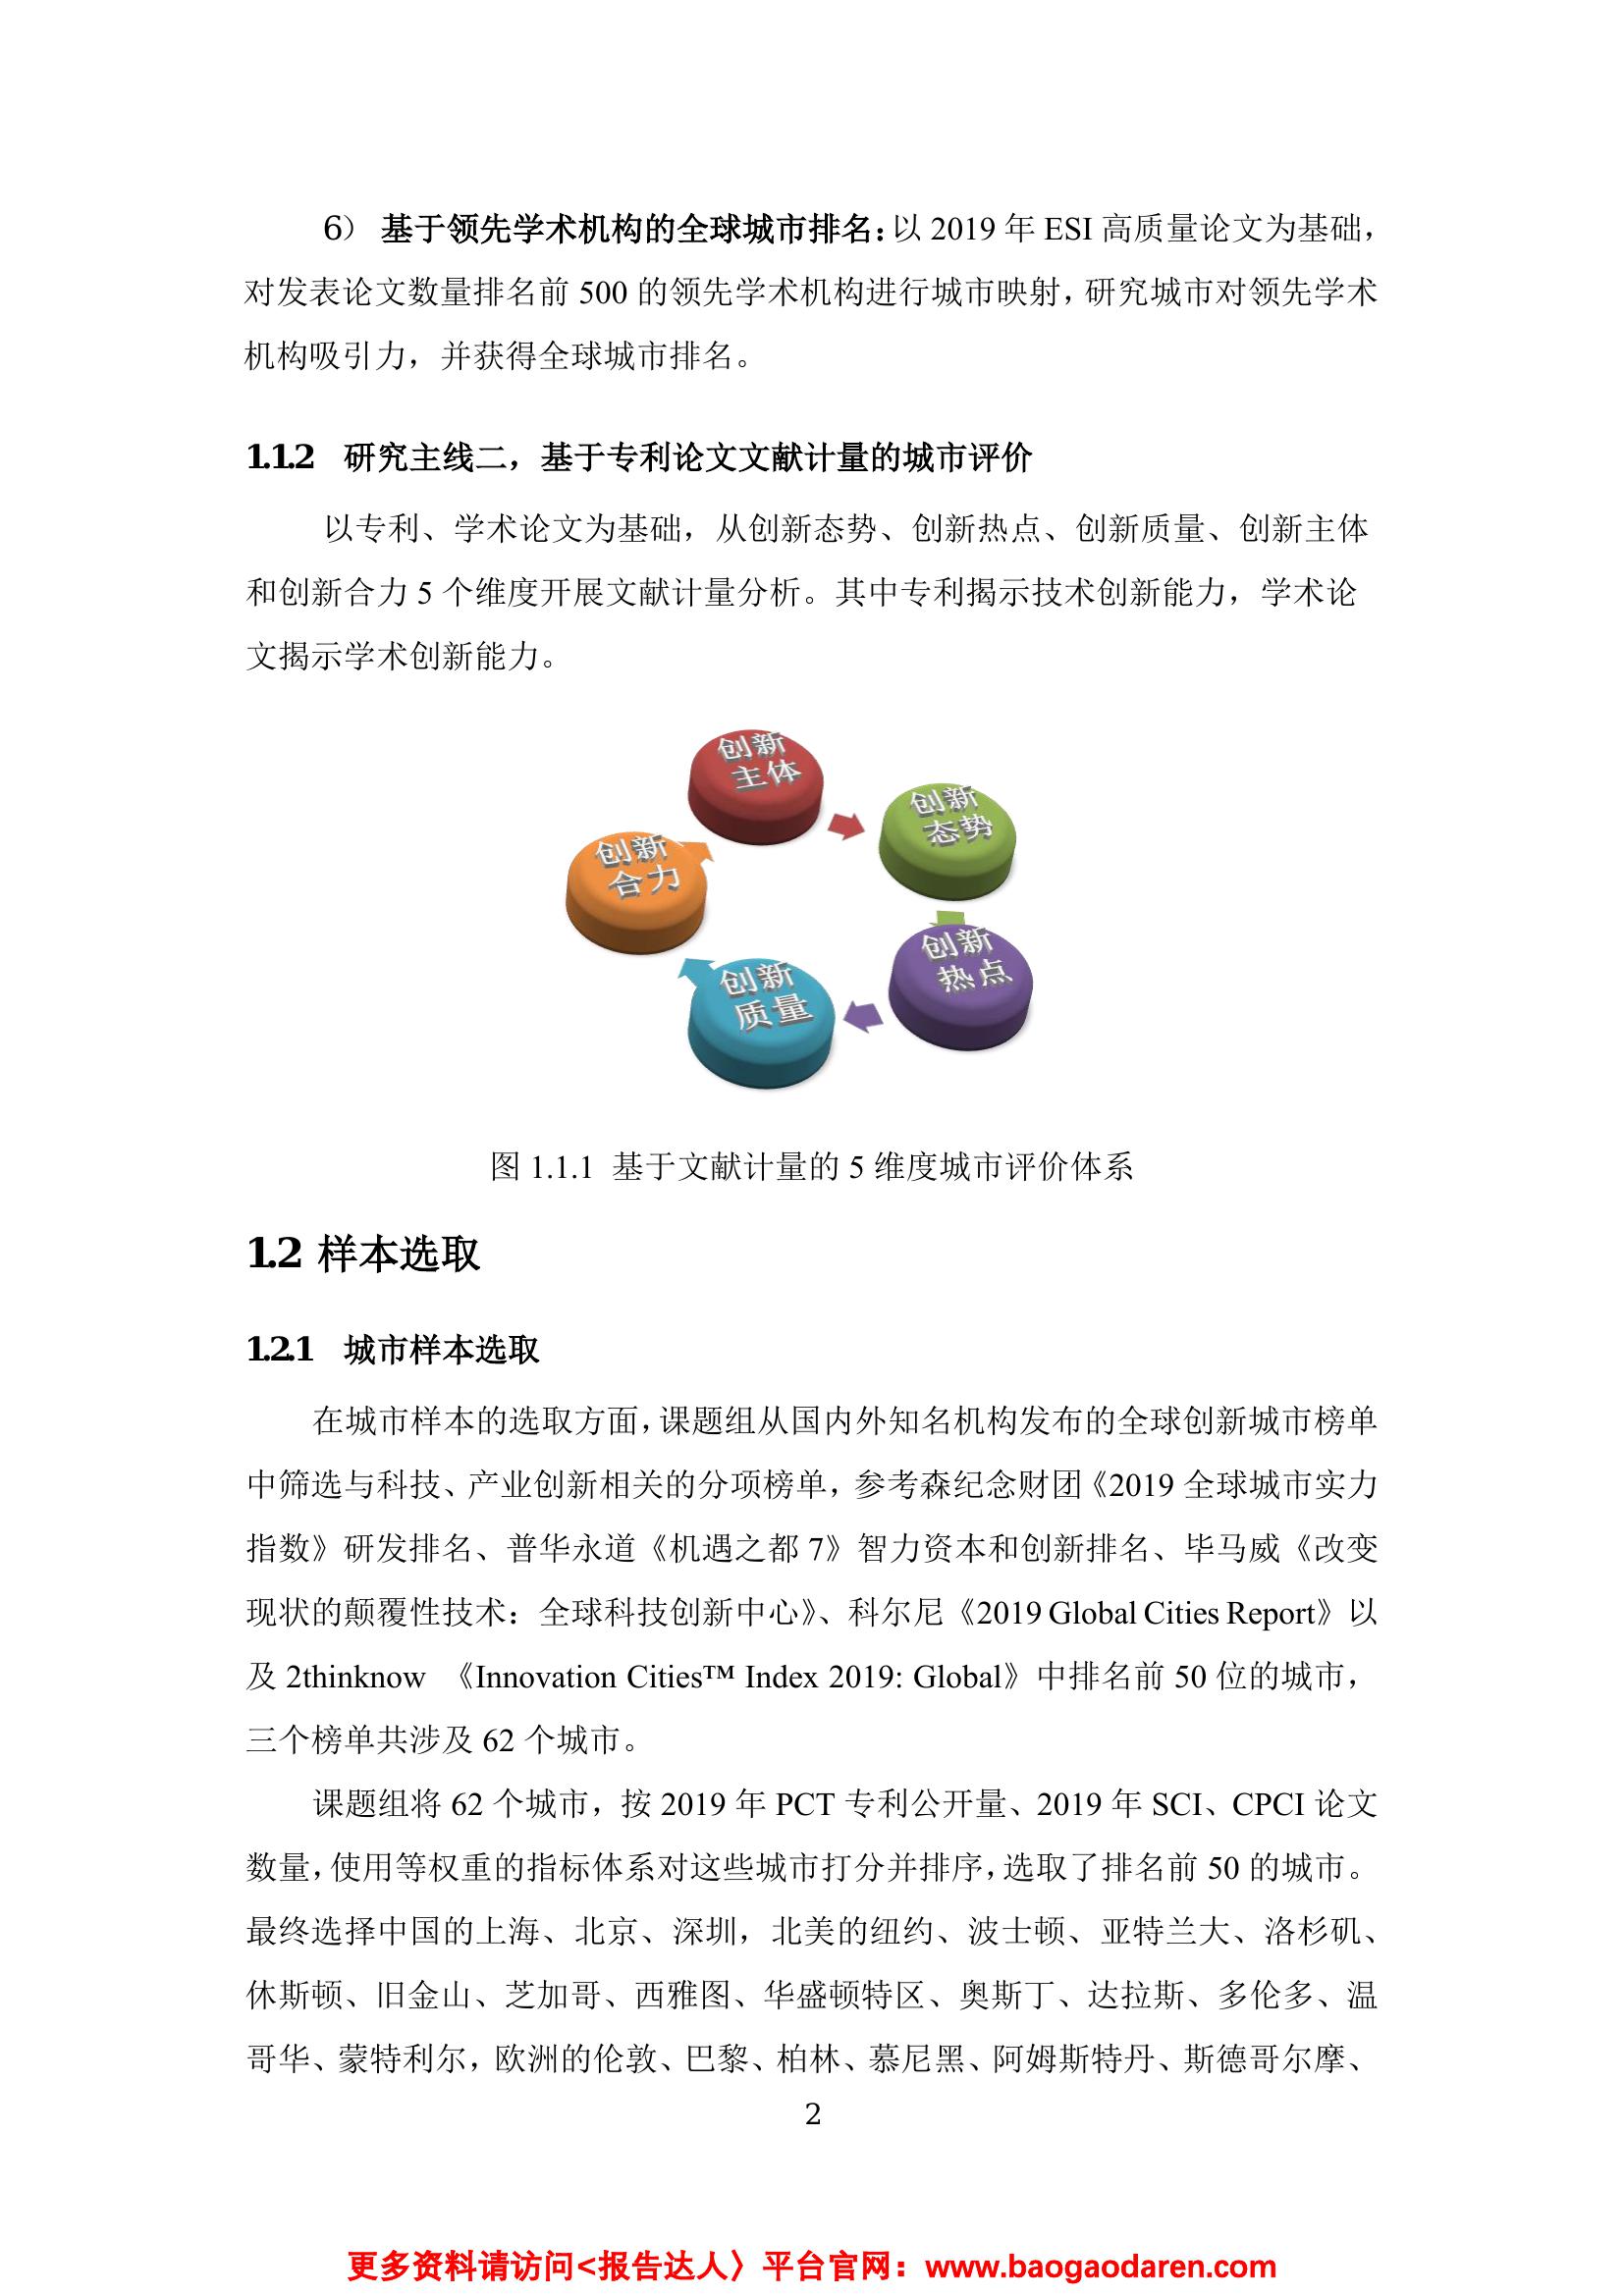 6） 基于领先学术机构的全球城市排名：以 2019 年 ESI 高质量论文为基础，
对发表论文数量排名前 500 的领先学术机构进行城市映射，研究城市对领先学术
机构吸引力，并获得全球城市排名。
1.1.2 研究主线二，基于专利论文文献计量的城市评价
以专利、学术论文为基础，从创新态势、创新热点、创新质量、创新主体
和创新合力 5 个维度开展文献计量分析。其中专利揭示技术创新能力，学术论
文揭示学术创新能力。
创新
主体
创新
态势
创新
合力
创新
热点
创新
质量
图 1.1.1 基于文献计量的 5 维度城市评价体系
1.2 样本选取
1.2.1 城市样本选取
在城市样本的选取方面，课题组从国内外知名机构发布的全球创新城市榜单
中筛选与科技、产业创新相关的分项榜单，参考森纪念财团《2019 全球城市实力
指数》研发排名、普华永道《机遇之都 7》智力资本和创新排名、毕马威《改变
现状的颠覆性技术：全球科技创新中心》、科尔尼《2019 Global Cities Report》以
及 2thinknow 《Innovation Cities™ Index 2019: Global》中排名前 50 位的城市，
三个榜单共涉及 62 个城市。
课题组将 62 个城市，按 2019 年 PCT 专利公开量、2019 年 SCI、CPCI 论文
数量，使用等权重的指标体系对这些城市打分并排序，选取了排名前 50 的城市。
最终选择中国的上海、北京、深圳，北美的纽约、波士顿、亚特兰大、洛杉矶、
休斯顿、旧金山、芝加哥、西雅图、华盛顿特区、奥斯丁、达拉斯、多伦多、温
哥华、蒙特利尔，欧洲的伦敦、巴黎、柏林、慕尼黑、阿姆斯特丹、斯德哥尔摩、
2
更多资料请访问<报告达人〉平台官网：www.baogaodaren.com